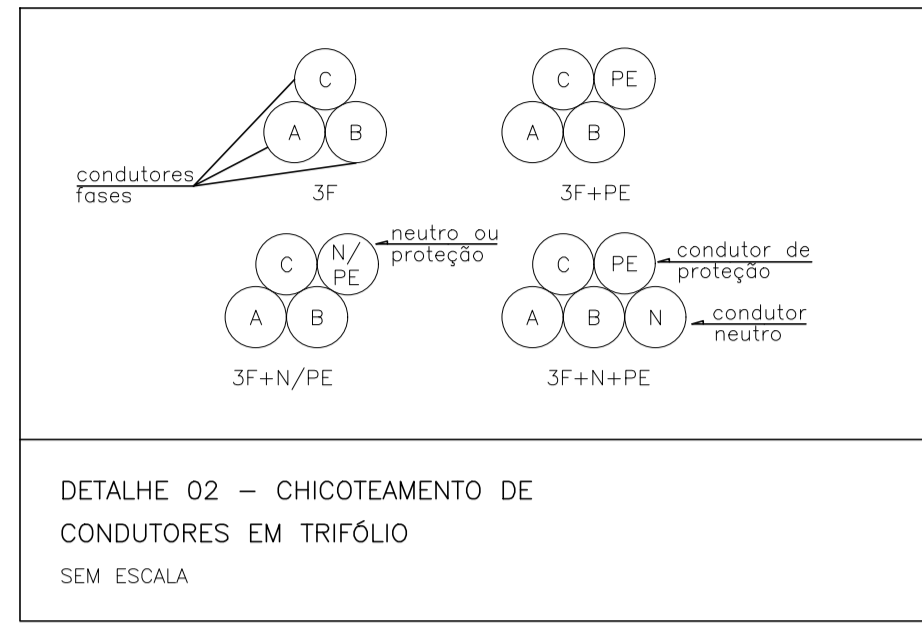 C
A B
condutores
fases
3F
C PE
A B
3F+PE
C N/
PE
A B
neutro ou
proteção
3F+N/PE
C PE
A B N
condutor de
proteção
condutor
neutro
3F+N+PE
DETALHE 02 – CHICOTEAMENTO DE
CONDUTORES EM TRIFÓLIO
SEM ESCALA